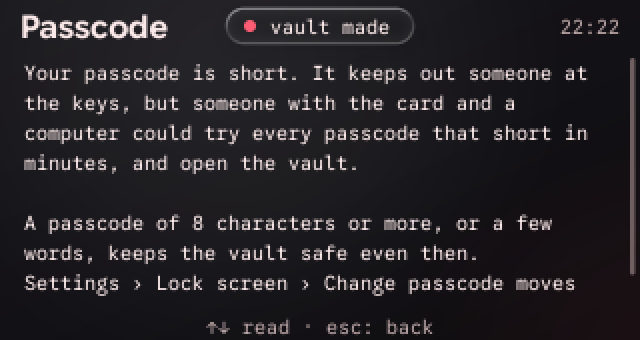 Passcode
vault made
22:22
Your passcode is short. It keeps out someone at
the keys, but someone with the card and a
computer could try every passcode that short in
minutes, and open the vault.
A passcode of 8 characters or more, or a few
words, keeps the vault safe even then.
Settings › Lock screen › Change passcode moves
↑↓ read · esc: back